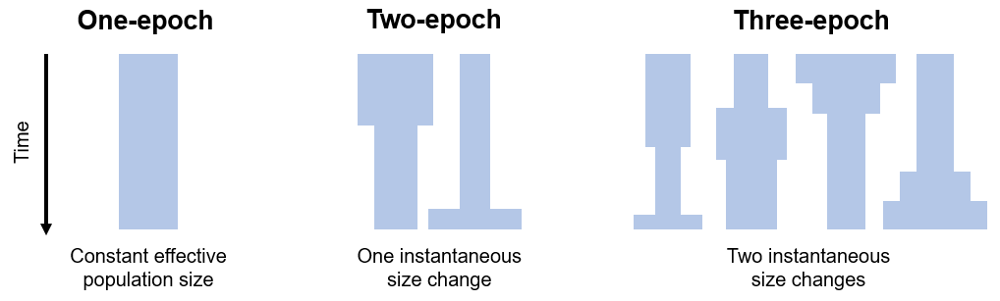 One-epoch
Two-epoch
Three-epoch
Time
Constant effective
population size
One instantaneous
size change
Two instantaneous
size changes